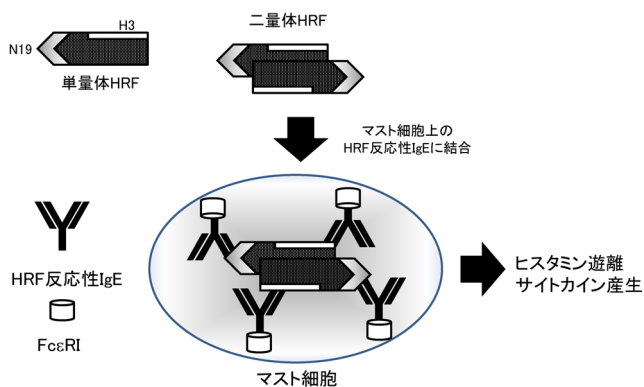 H3
N19
単量体HRF
二量体HRF
マスト細胞上の
HRF反応性IgEに結合
HRF反応性IgE
FcεRI
ヒスタミン遊離
サイトカイン産生
マスト細胞